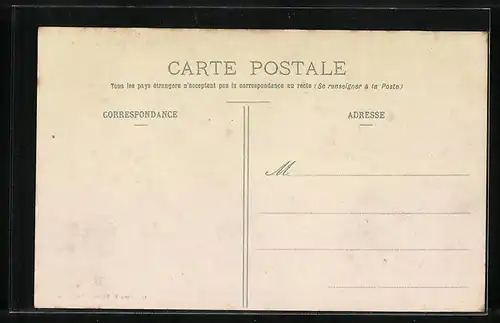 CARTE POSTALE
Tous les pays étrangers n'acceptent pas la correspondance au recto (Se renseigner à la Poste)
CORRESPONDANCE
ADRESSE
M.